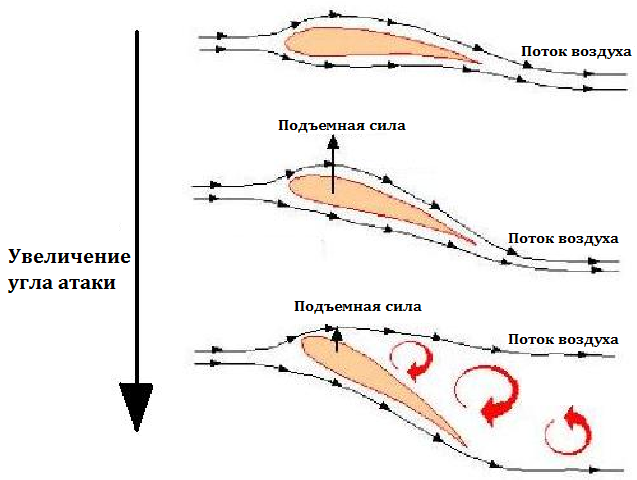 Поток воздуха
Подъемная сила
Поток воздуха
Увеличение
угла атаки
Подъемная сила
Поток воздуха